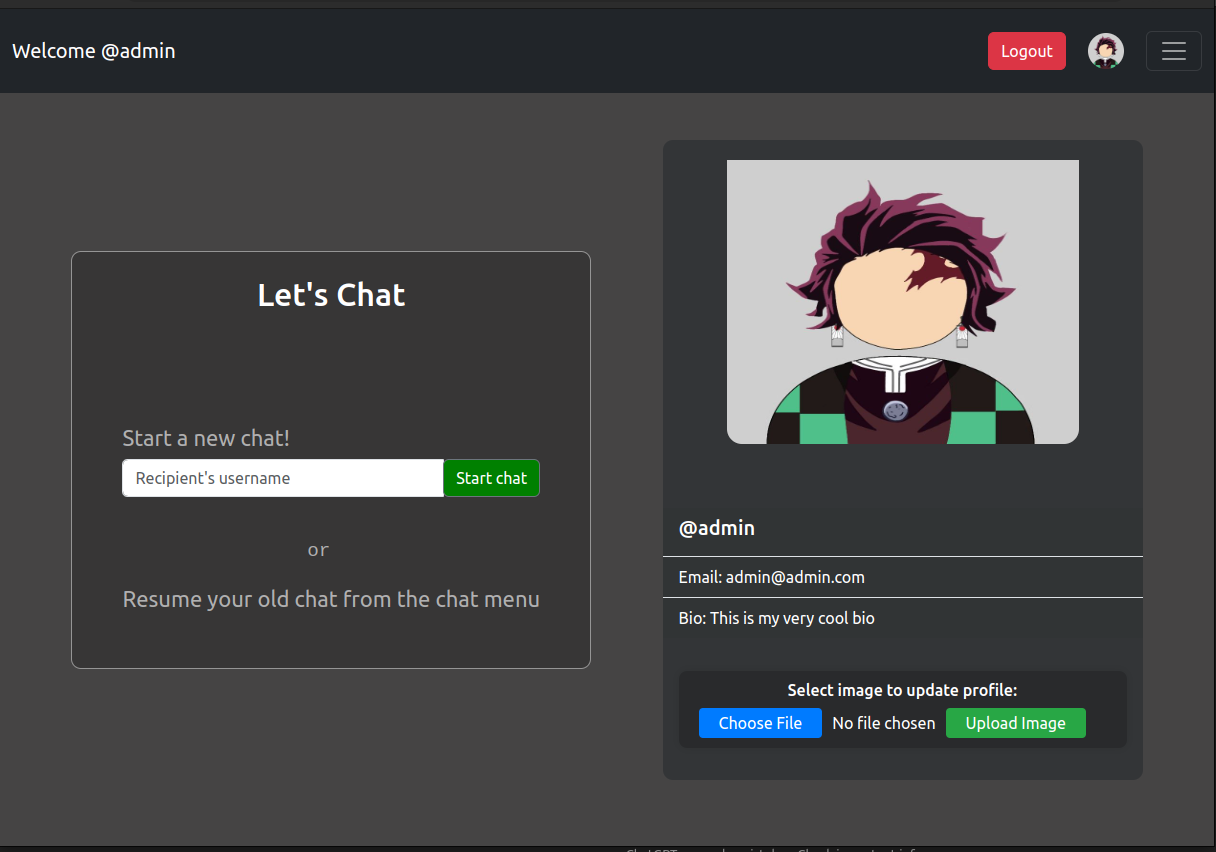 Welcome @admin
Logout
Let's Chat
Start a new chat!
Recipient's username
Start chat
or
Resume your old chat from the chat menu
@admin
Email: admin@admin.com
Bio: This is my very cool bio
Select image to update profile:
Choose File
No file chosen
Upload Image